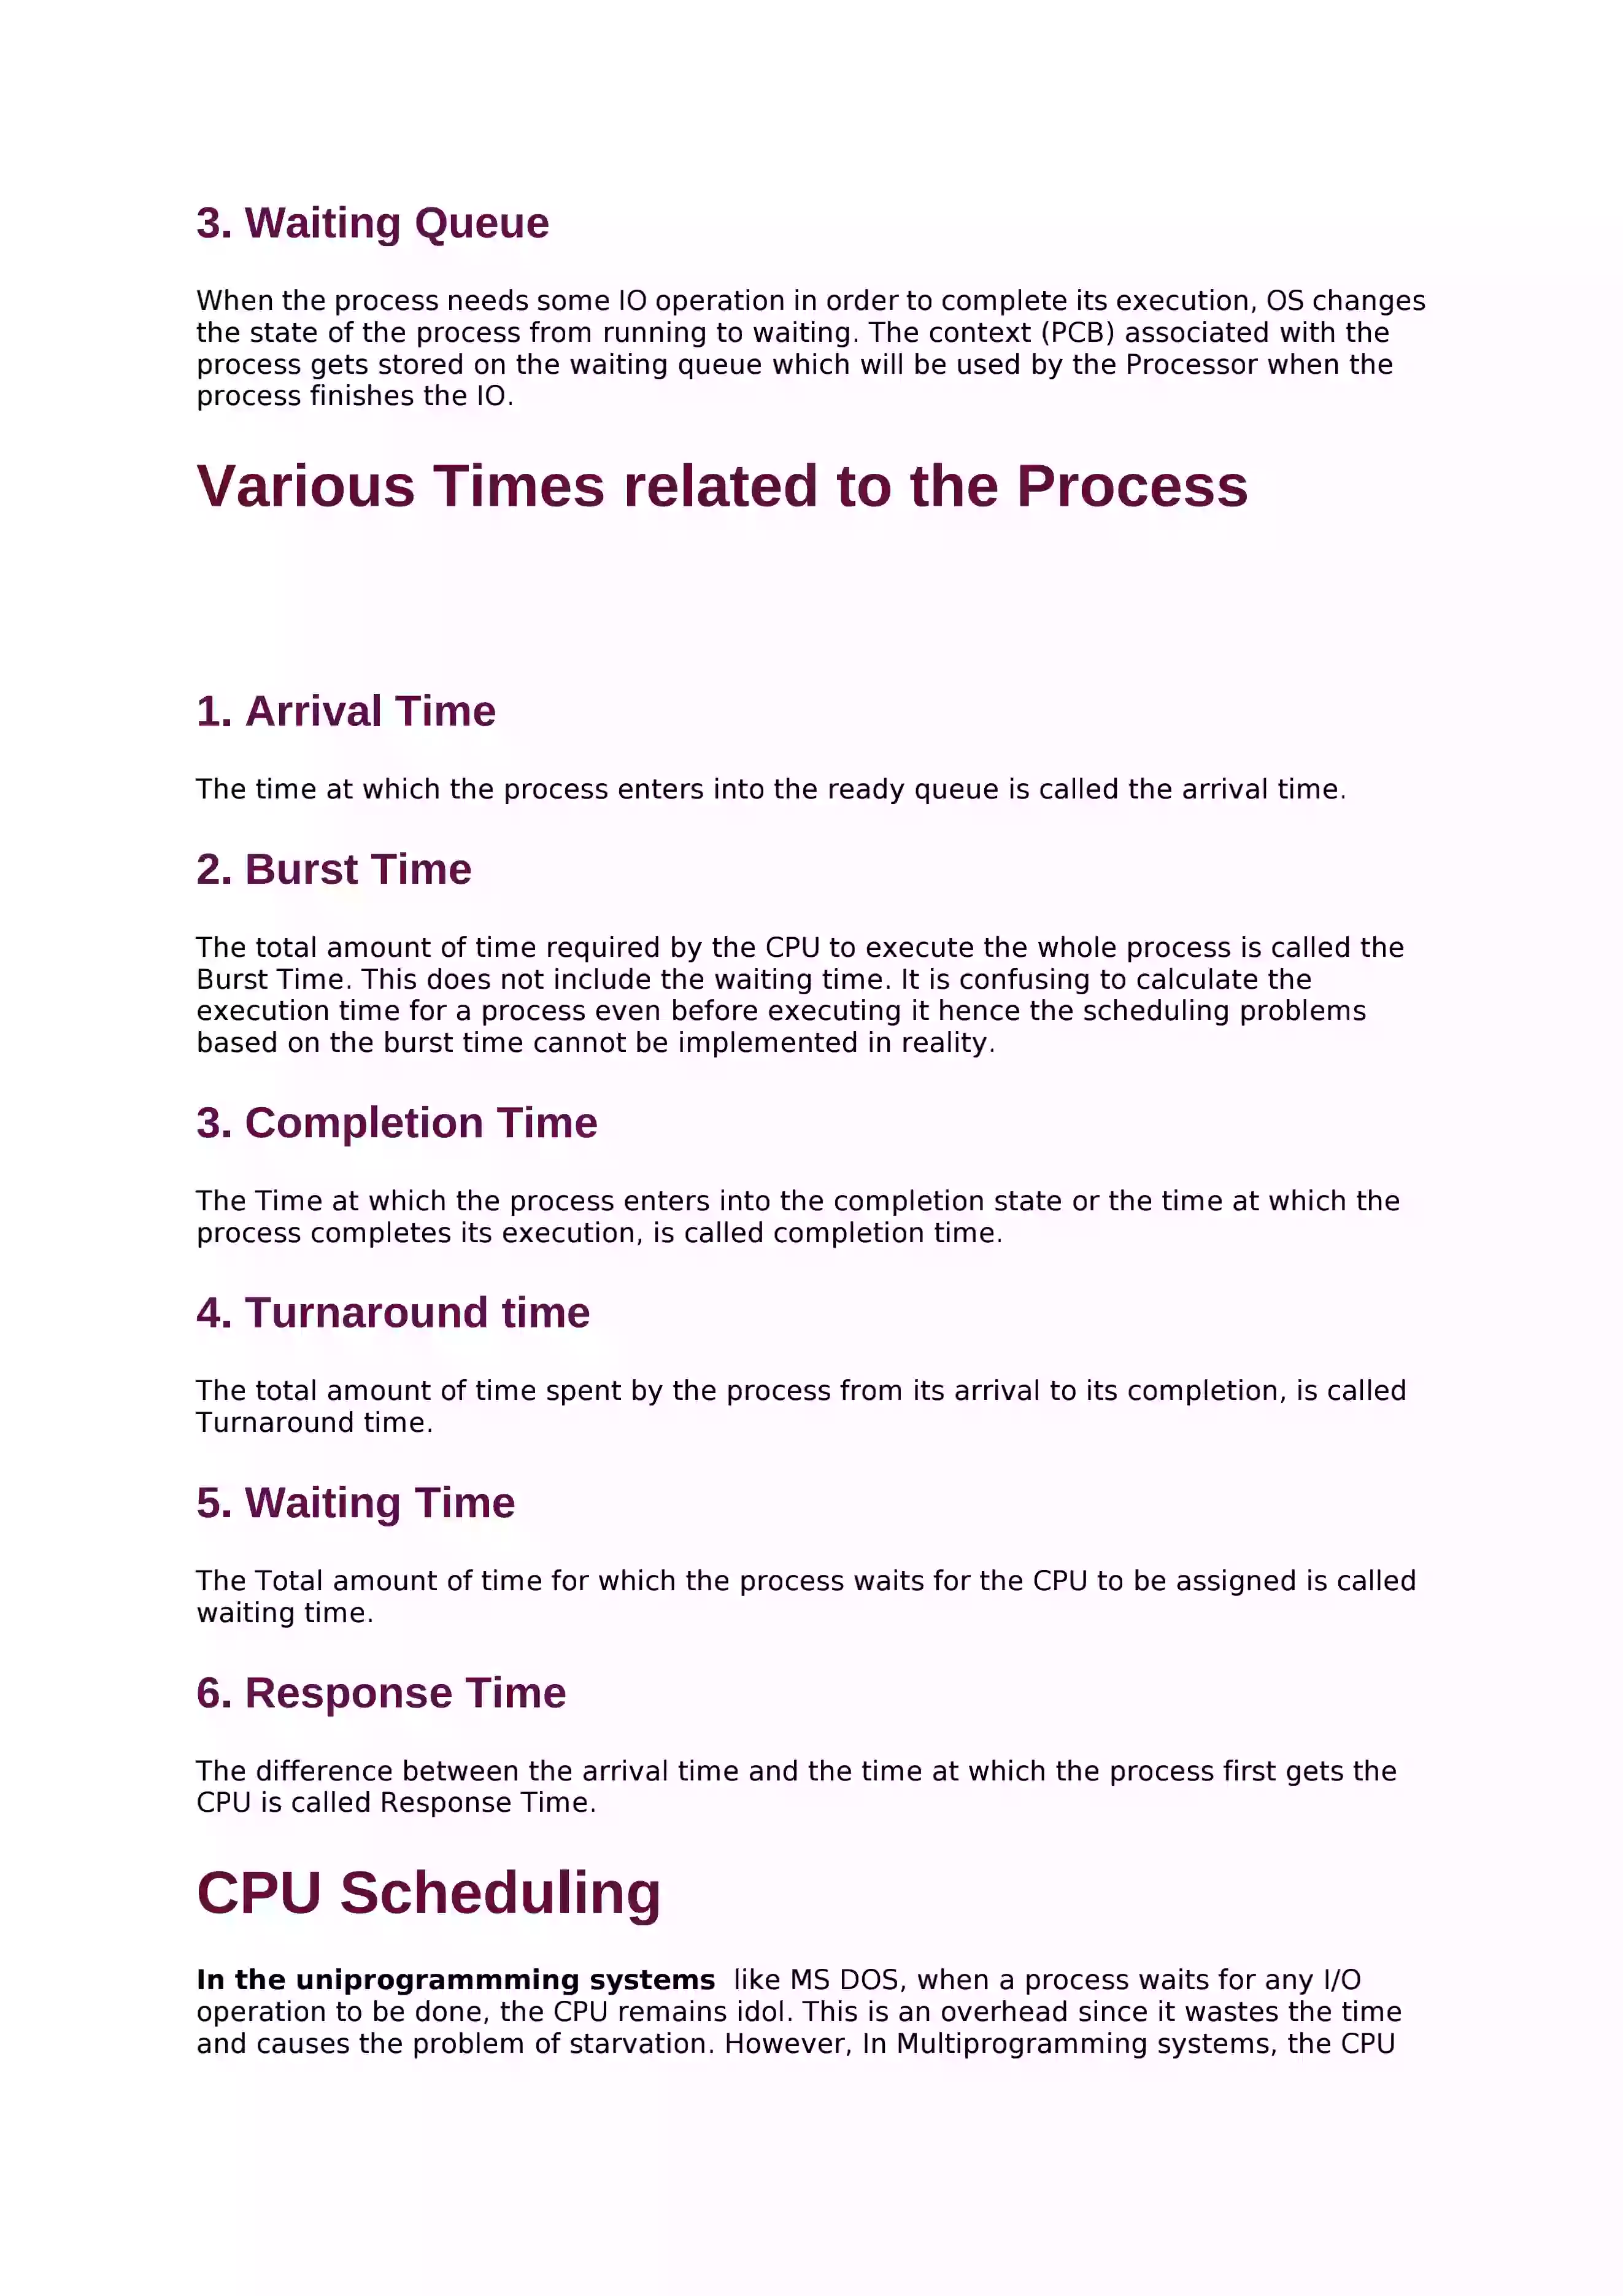 3. Waiting Queue
When the process needs some IO operation in order to complete its execution, OS changes
the state of the process from running to waiting. The context (PCB) associated with the
process gets stored on the waiting queue which will be used by the Processor when the
process finishes the IO.
Various Times related to the Process
1. Arrival Time
The time at which the process enters into the ready queue is called the arrival time.
2. Burst Time
The total amount of time required by the CPU to execute the whole process is called the
Burst Time. This does not include the waiting time. It is confusing to calculate the
execution time for a process even before executing it hence the scheduling problems
based on the burst time cannot be implemented in reality.
3. Completion Time
The Time at which the process enters into the completion state or the time at which the
process completes its execution, is called completion time.
4. Turnaround time
The total amount of time spent by the process from its arrival to its completion, is called
Turnaround time.
5. Waiting Time
The Total amount of time for which the process waits for the CPU to be assigned is called
waiting time.
6. Response Time
The difference between the arrival time and the time at which the process first gets the
CPU is called Response Time.
CPU Scheduling
In the uniprogrammming systems like MS DOS, when a process waits for any I/O
operation to be done, the CPU remains idol. This is an overhead since it wastes the time
and causes the problem of starvation. However, In Multiprogramming systems, the CPU